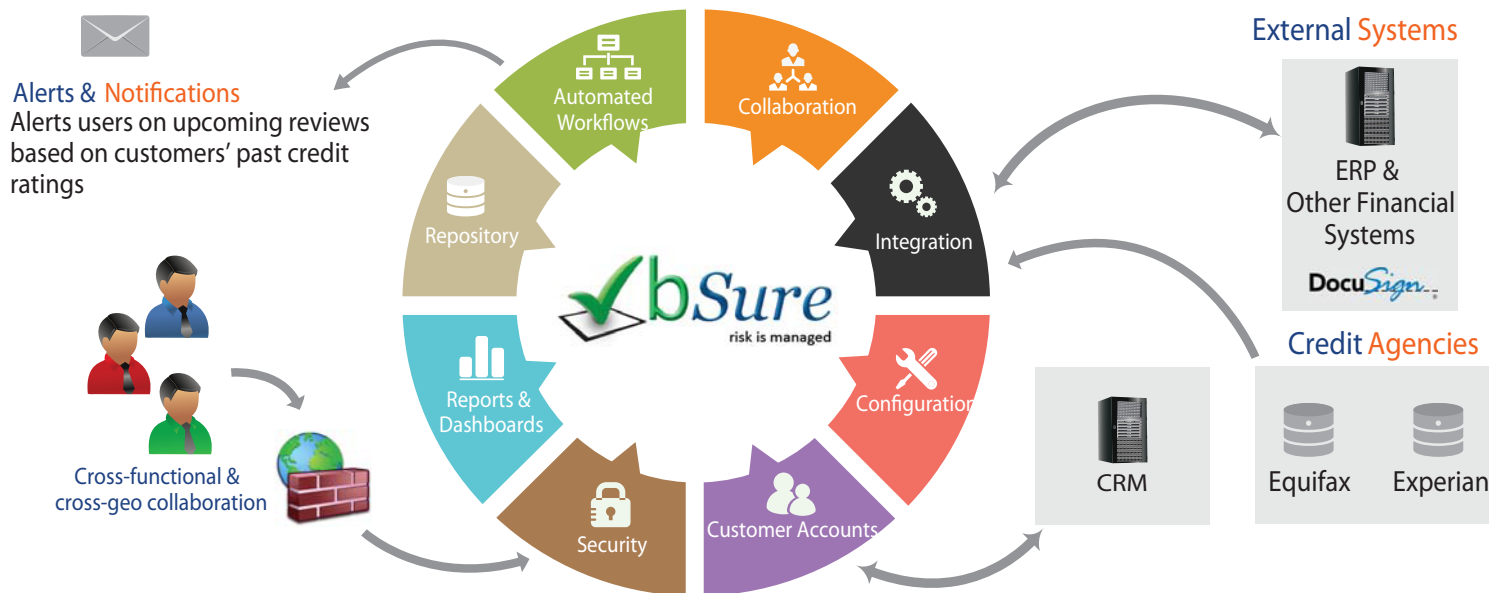 Alerts & Notifications
Alerts users on upcoming reviews
based on customers’ past credit
ratings
Cross-functional &
cross-geo collaboration
Automated
Workflows
Collaboration
Integration
Configuration
Customer Accounts
Security
Reports &
Dashboards
Repository
bSure
risk is managed
External Systems
ERP &
Other Financial
Systems
DocuSign
Credit Agencies
CRM
Equifax
Experian